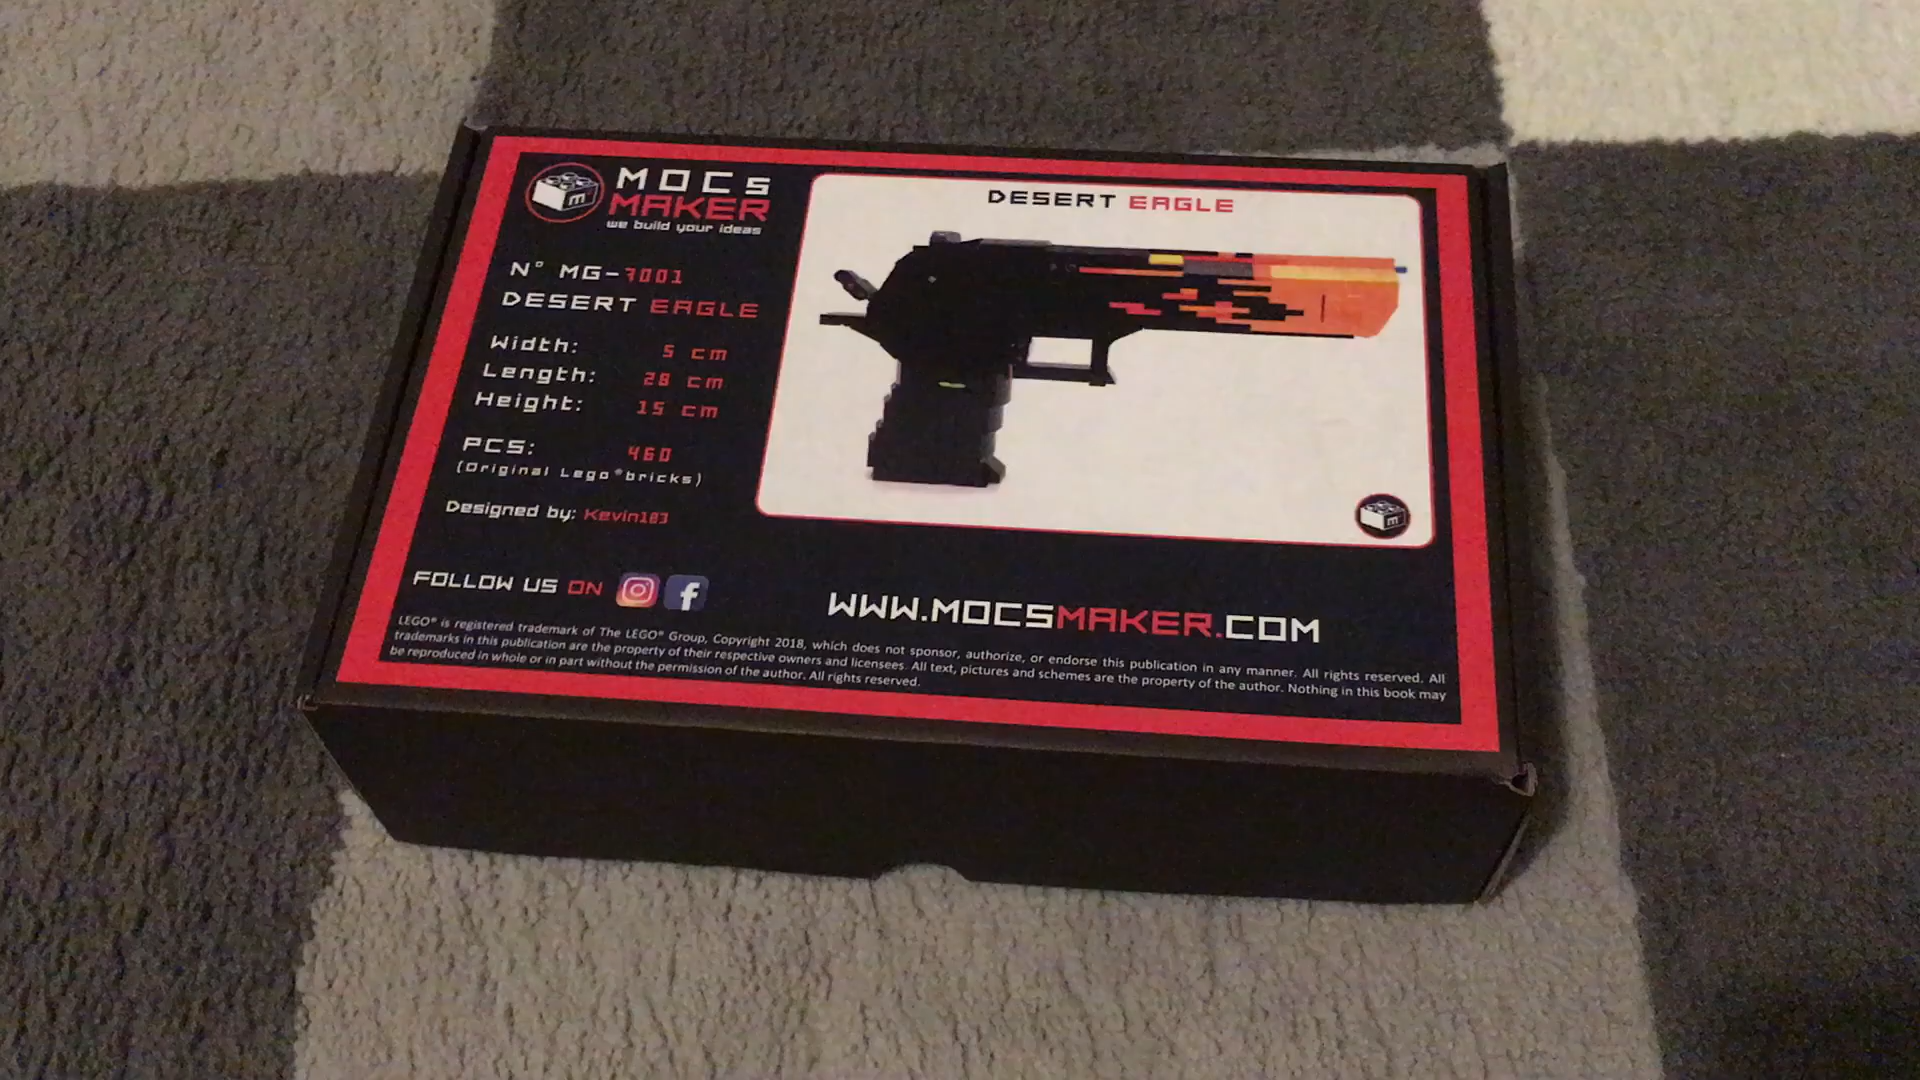 MOCs
MAKER
we build your ideas
N° MG-7001
DESERT EAGLE
Width: 5 cm
Length: 28 cm
Height: 15 cm
PCS: 460
(Original Lego®bricks)
Designed by: Kevin183
DESERT EAGLE
m
m
FOLLOW US ON
WWW.MOCSMAKER.COM
LEGO® is registered trademark of The LEGO® Group, Copyright 2018, which does not sponsor, authorize, or endorse this publication in any manner. All rights reserved. All
trademarks in this publication are the property of their respective owners and licensees. All text, pictures and schemes are the property of the author. Nothing in this book may
be reproduced in whole or in part without the permission of the author. All rights reserved.